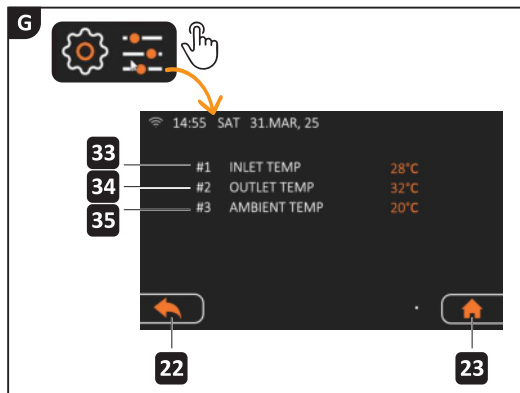 G
14:55 SAT 31.MAR, 25
33 #1 INLET TEMP 28°C
34 #2 OUTLET TEMP 32°C
35 #3 AMBIENT TEMP 20°C
22 23